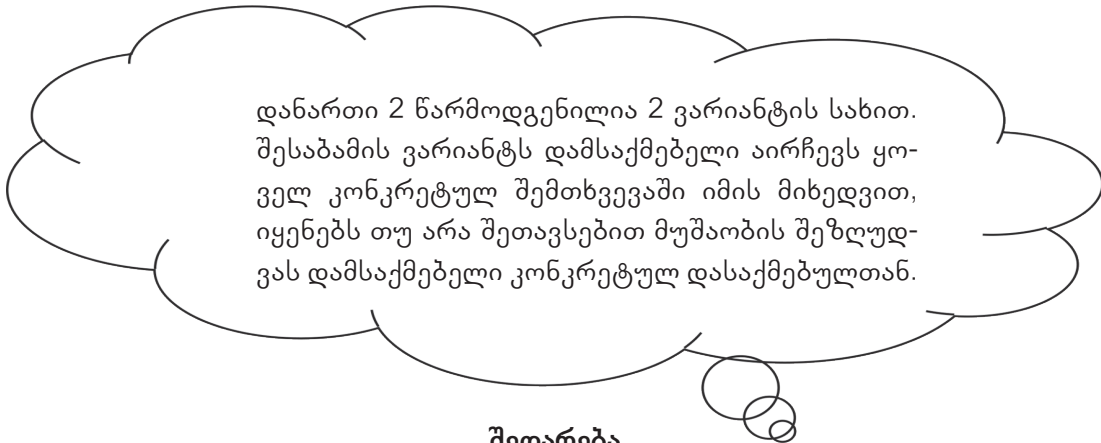 დანართი 2 წარმოდგენილია 2 ვარიანტის სახით.
შესაბამის ვარიანტს დამსაქმებელი აირჩევს ყო-
ველ კონკრეტულ შემთხვევაში იმის მიხედვით,
იყენებს თუ არა შეთავსებით მუშაობის შეზღუდ-
ვას დამსაქმებელი კონკრეტულ დასაქმებულთან.